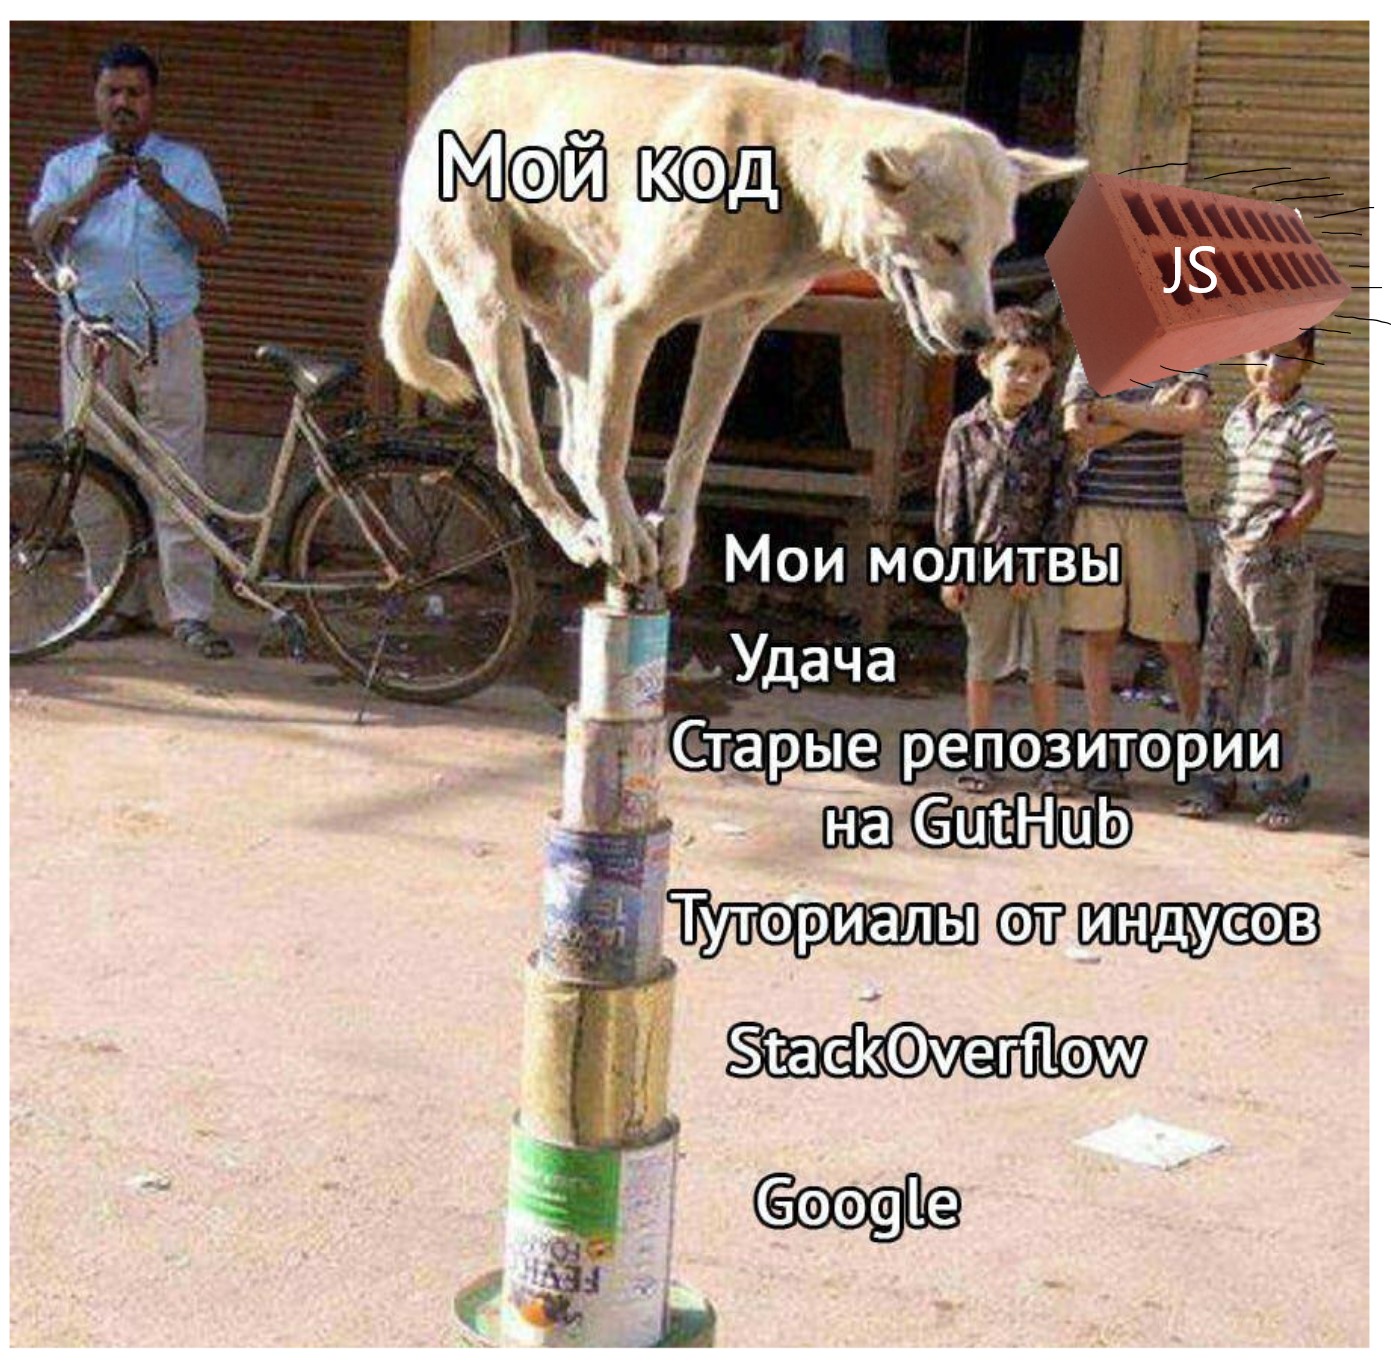 Мой код
JS
Мои молитвы
Удача
Старые репозитории
на GutHub
Туториалы от индусов
StackOverflow
Google